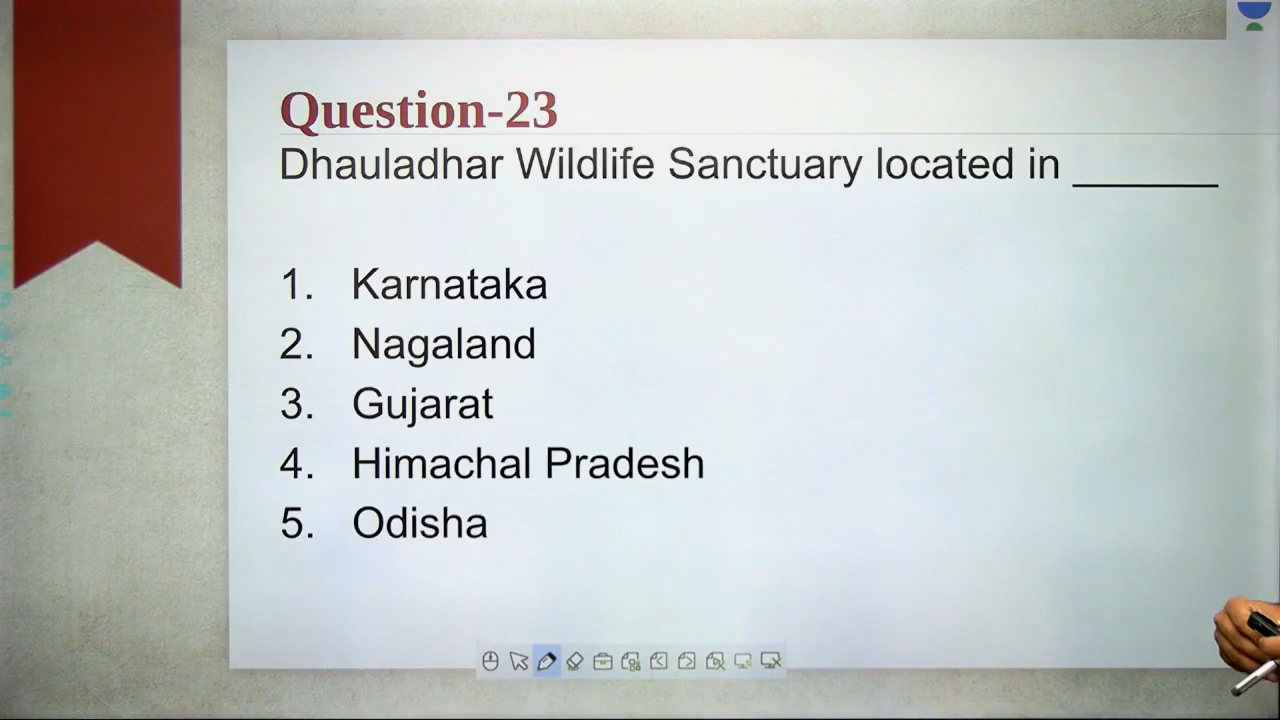 Question-23
Dhauladhar Wildlife Sanctuary located in _______
1. Karnataka
2. Nagaland
3. Gujarat
4. Himachal Pradesh
5. Odisha